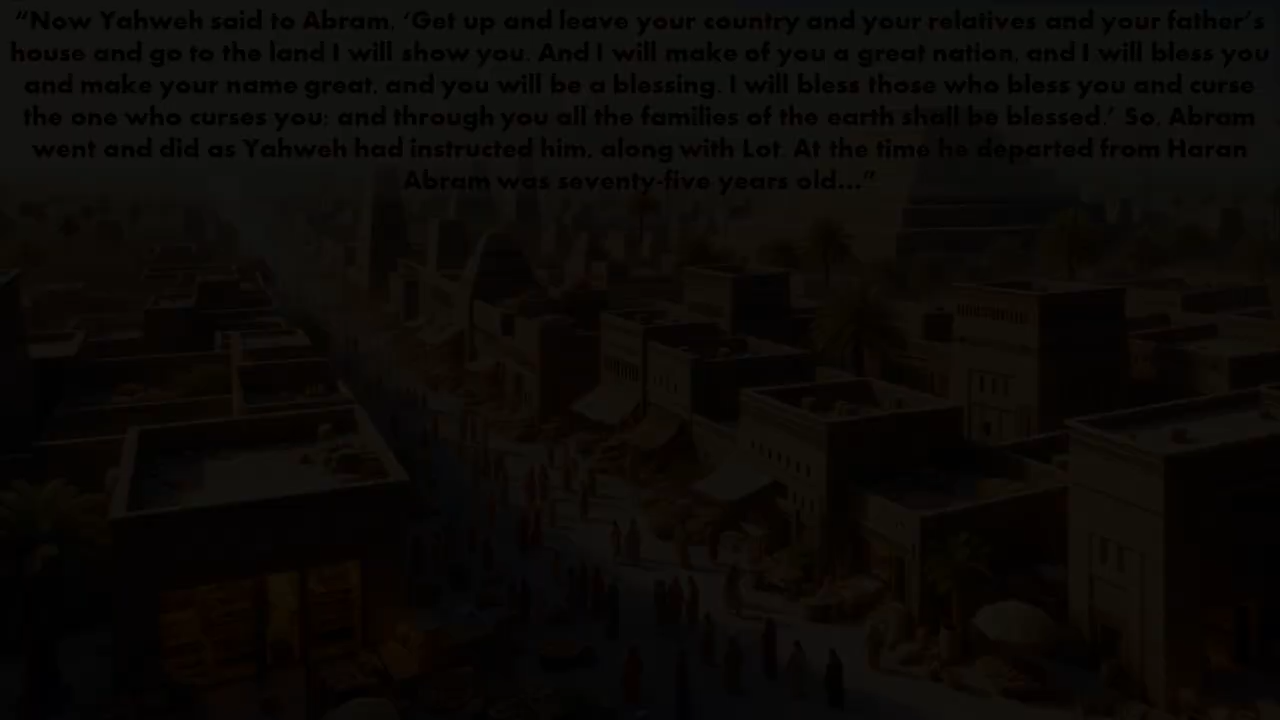 “Now Yahweh said to Abram, ‘Get up and leave your country and your relatives and your father’s
house and go to the land I will show you. And I will make of you a great nation, and I will bless you
and make your name great, and you will be a blessing. I will bless those who bless you and curse
the one who curses you; and through you all the families of the earth shall be blessed.’ So, Abram
went and did as Yahweh had instructed him, along with Lot. At the time he departed from Haran
Abram was seventy-five years old...”